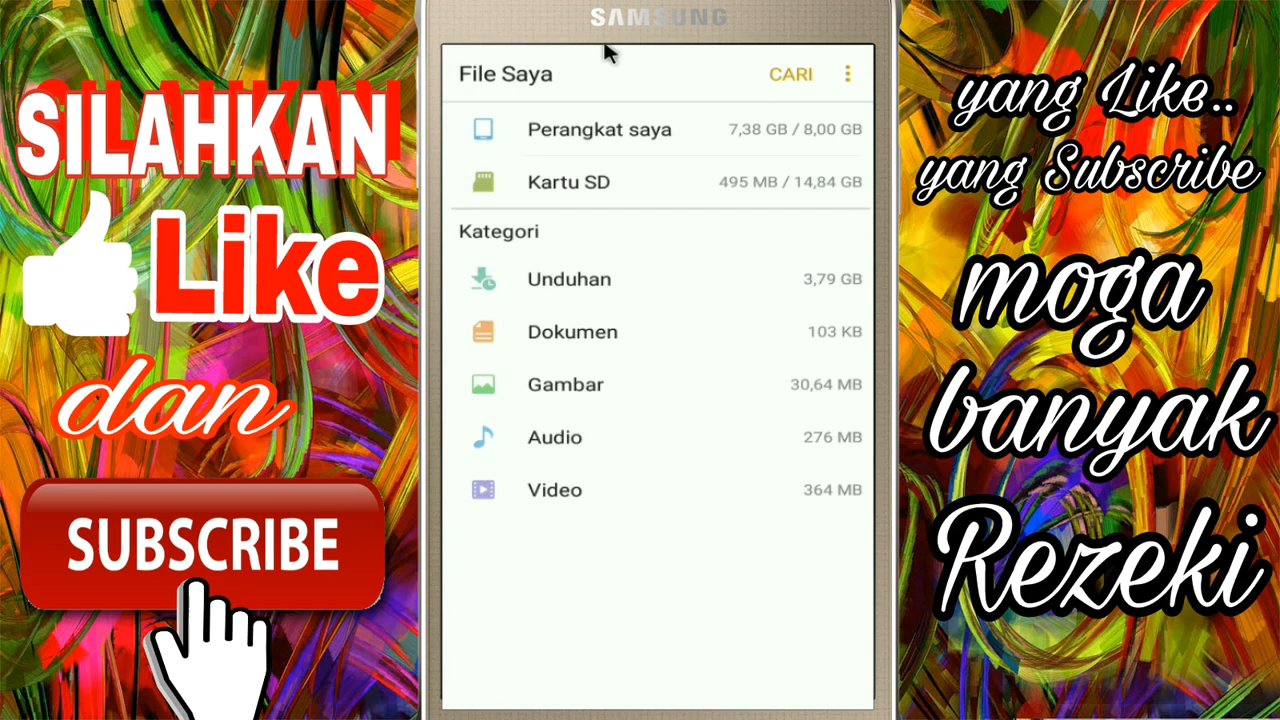 SILAHKAN
Like
dan
SUBSCRIBE
SAMSUNG
File Saya CARI
Perangkat saya 7,38 GB / 8,00 GB
Kartu SD 495 MB / 14,84 GB
Kategori
Unduhan 3,79 GB
Dokumen 103 KB
Gambar 30,64 MB
Audio 276 MB
Video 364 MB
yang Like..
yang Subscribe
moga
banyak
Rezeki